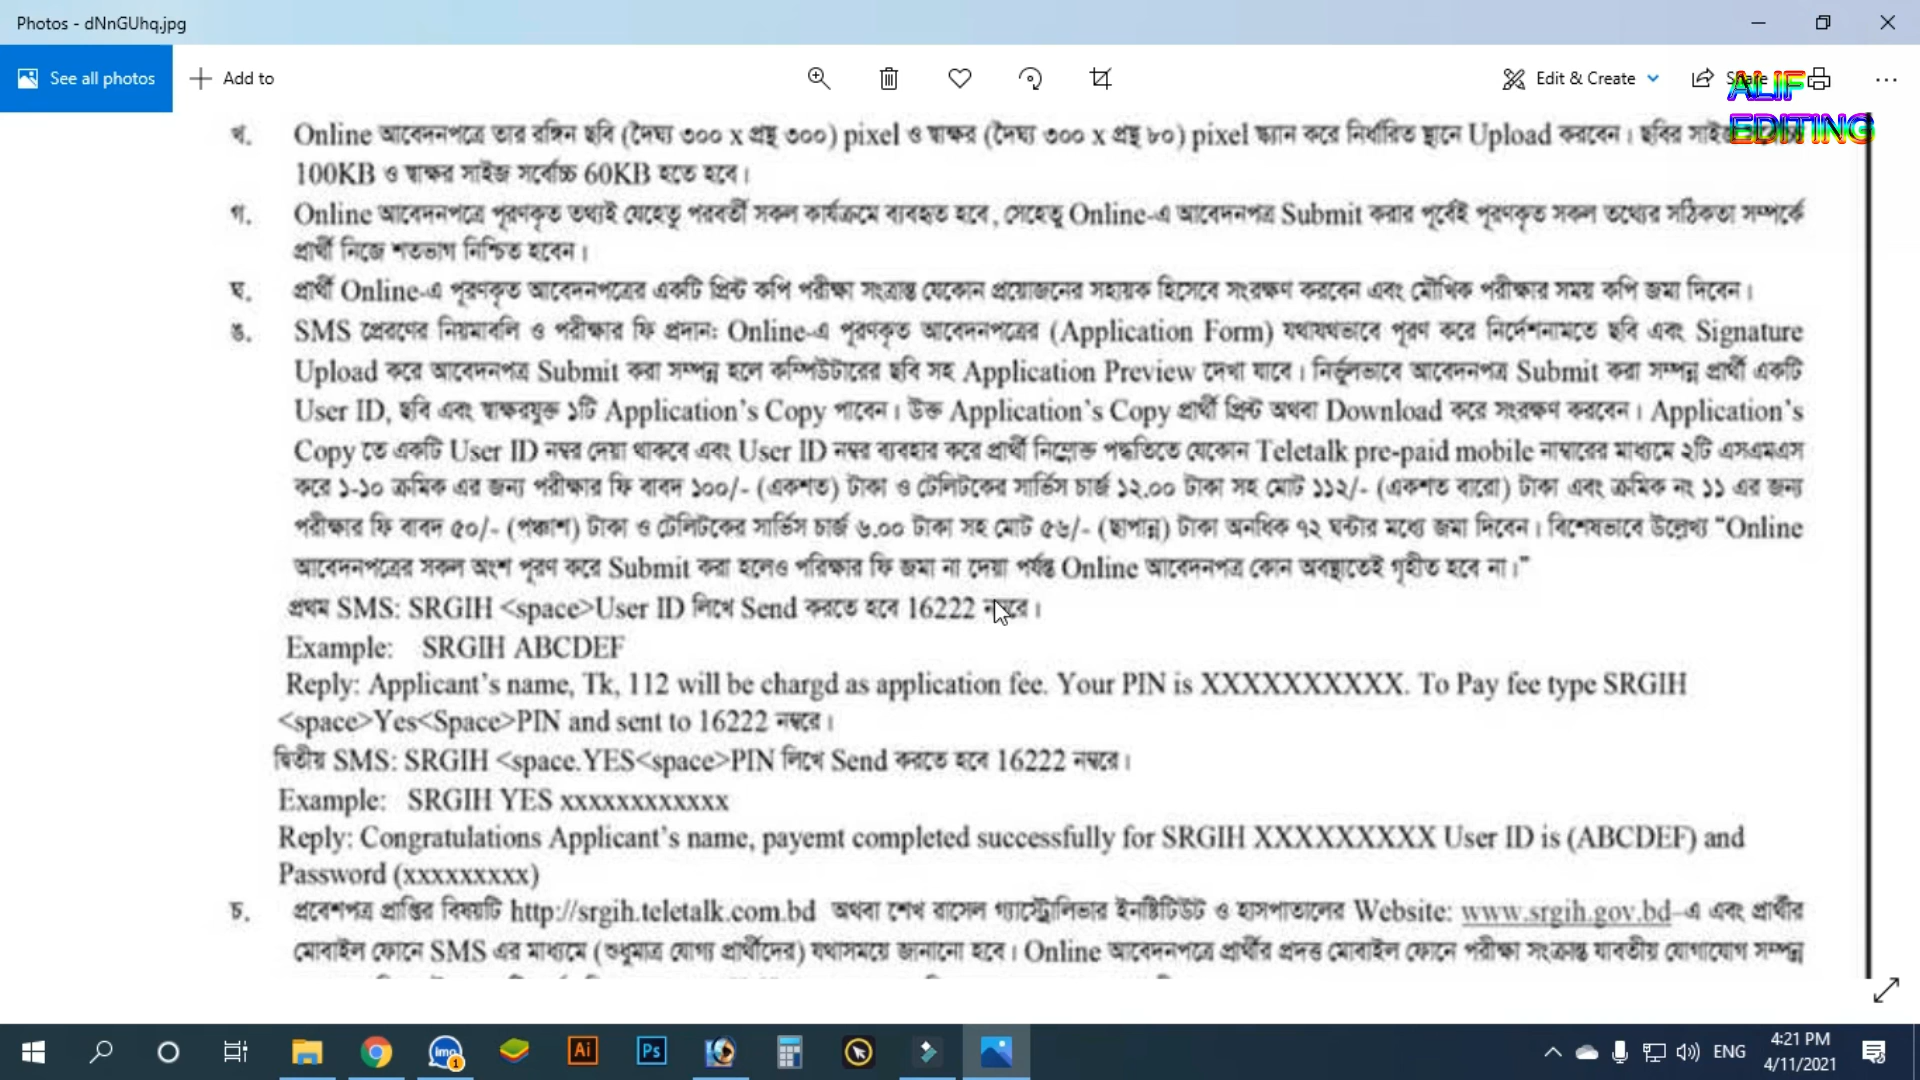 Photos - dNnGUhq.jpg
See all photos
Add to
Edit & Create
Share
ALIF
EDITING
খ. Online আবেদনপত্রে তার রঙ্গিন ছবি (দৈঘ্য ৩০০ x প্রস্থ ৩০০) pixel ও স্বাক্ষর (দৈঘ্য ৩০০ x প্রস্থ ৮০) pixel স্ক্যান করে নির্ধারিত স্থানে Upload করবেন। ছবির
100KB ও স্বাক্ষর সাইজ সর্বোচ্চ 60KB হতে হবে।
গ. Online আবেদনপত্রে পূরণকৃত তথ্যই যেহেতু পরবর্তী সকল কার্যক্রমে ব্যবহৃত হবে, সেহেতু Online-এ আবেদনপত্র Submit করার পূর্বেই পূরণকৃত সকল তথ্যের সঠিকতা সম্পর্কে
প্রার্থী নিজে শতভাগ নিশ্চিত হবেন।
ঘ. প্রার্থী Online-এ পূরণকৃত আবেদনপত্রের একটি প্রিন্ট কপি পরীক্ষা সংক্রান্ত যেকোন প্রয়োজনের সহায়ক হিসেবে সংরক্ষণ করবেন এবং মৌখিক পরীক্ষার সময় কপি জমা দিবেন।
ঙ. SMS প্রেরণের নিয়মাবলি ও পরীক্ষার ফি প্রদান: Online-এ পূরণকৃত আবেদনপত্রের (Application Form) যথাযথভাবে পূরণ করে নির্দেশনামতে ছবি এবং Signature
Upload করে আবেদনপত্র Submit করা সম্পন্ন হলে কম্পিউটারের ছবি সহ Application Preview দেখা যাবে। নির্ভুলভাবে আবেদনপত্র Submit করা সম্পন্ন প্রার্থী একটি
User ID, ছবি এবং স্বাক্ষরযুক্ত ১টি Application’s Copy পাবেন। উক্ত Application’s Copy প্রার্থী প্রিন্ট অথবা Download করে সংরক্ষণ করবেন। Application’s
Copy তে একটি User ID নম্বর দেয়া থাকবে এবং User ID নম্বর ব্যবহার করে প্রার্থী নিম্নোক্ত পদ্ধতিতে যেকোন Teletalk pre-paid mobile নাম্বারের মাধ্যমে ২টি এসএমএস
করে ১-১০ ক্রমিক এর জন্য পরীক্ষার ফি বাবদ ১০০/- (একশত) টাকা ও টেলিটকের সার্ভিস চার্জ ১২.০০ টাকা সহ মোট ১১২/- (একশত বারো) টাকা এবং ক্রমিক নং ১১ এর জন্য
পরীক্ষার ফি বাবদ ৫০/- (পঞ্চাশ) টাকা ও টেলিটকের সার্ভিস চার্জ ৬.০০ টাকা সহ মোট ৫৬/- (ছাপান্ন) টাকা অনধিক ৭২ ঘন্টার মধ্যে জমা দিবেন। বিশেষভাবে উল্লেখ্য “Online
আবেদনপত্রের সকল অংশ পূরণ করে Submit করা হলেও পরিক্ষার ফি জমা না দেয়া পর্যন্ত Online আবেদনপত্র কোন অবস্থাতেই গৃহীত হবে না।”
প্রথম SMS: SRGIH <space>User ID লিখে Send করতে হবে 16222 নম্বরে।
Example: SRGIH ABCDEF
Reply: Applicant’s name, Tk, 112 will be chargd as application fee. Your PIN is XXXXXXXXXX. To Pay fee type SRGIH
<space>Yes<Space>PIN and sent to 16222 নম্বরে।
দ্বিতীয় SMS: SRGIH <space.YES<space>PIN লিখে Send করতে হবে 16222 নম্বরে।
Example: SRGIH YES xxxxxxxxxxxx
Reply: Congratulations Applicant’s name, payemt completed successfully for SRGIH XXXXXXXXX User ID is (ABCDEF) and
Password (xxxxxxxxx)
চ. প্রবেশপত্র প্রাপ্তির বিষয়টি http://srgih.teletalk.com.bd অথবা শেখ রাসেল গ্যাস্ট্রোলিভার ইনষ্টিটিউট ও হাসপাতালের Website: www.srgih.gov.bd-এ এবং প্রার্থীর
মোবাইল ফোনে SMS এর মাধ্যমে (শুধুমাত্র যোগ্য প্রার্থীদের) যথাসময়ে জানানো হবে। Online আবেদনপত্রে প্রার্থীর প্রদত্ত মোবাইল ফোনে পরীক্ষা সংক্রান্ত যাবতীয় যোগাযোগ সম্পন্ন
imo
1
Ai
Ps
ENG
4:21 PM
4/11/2021